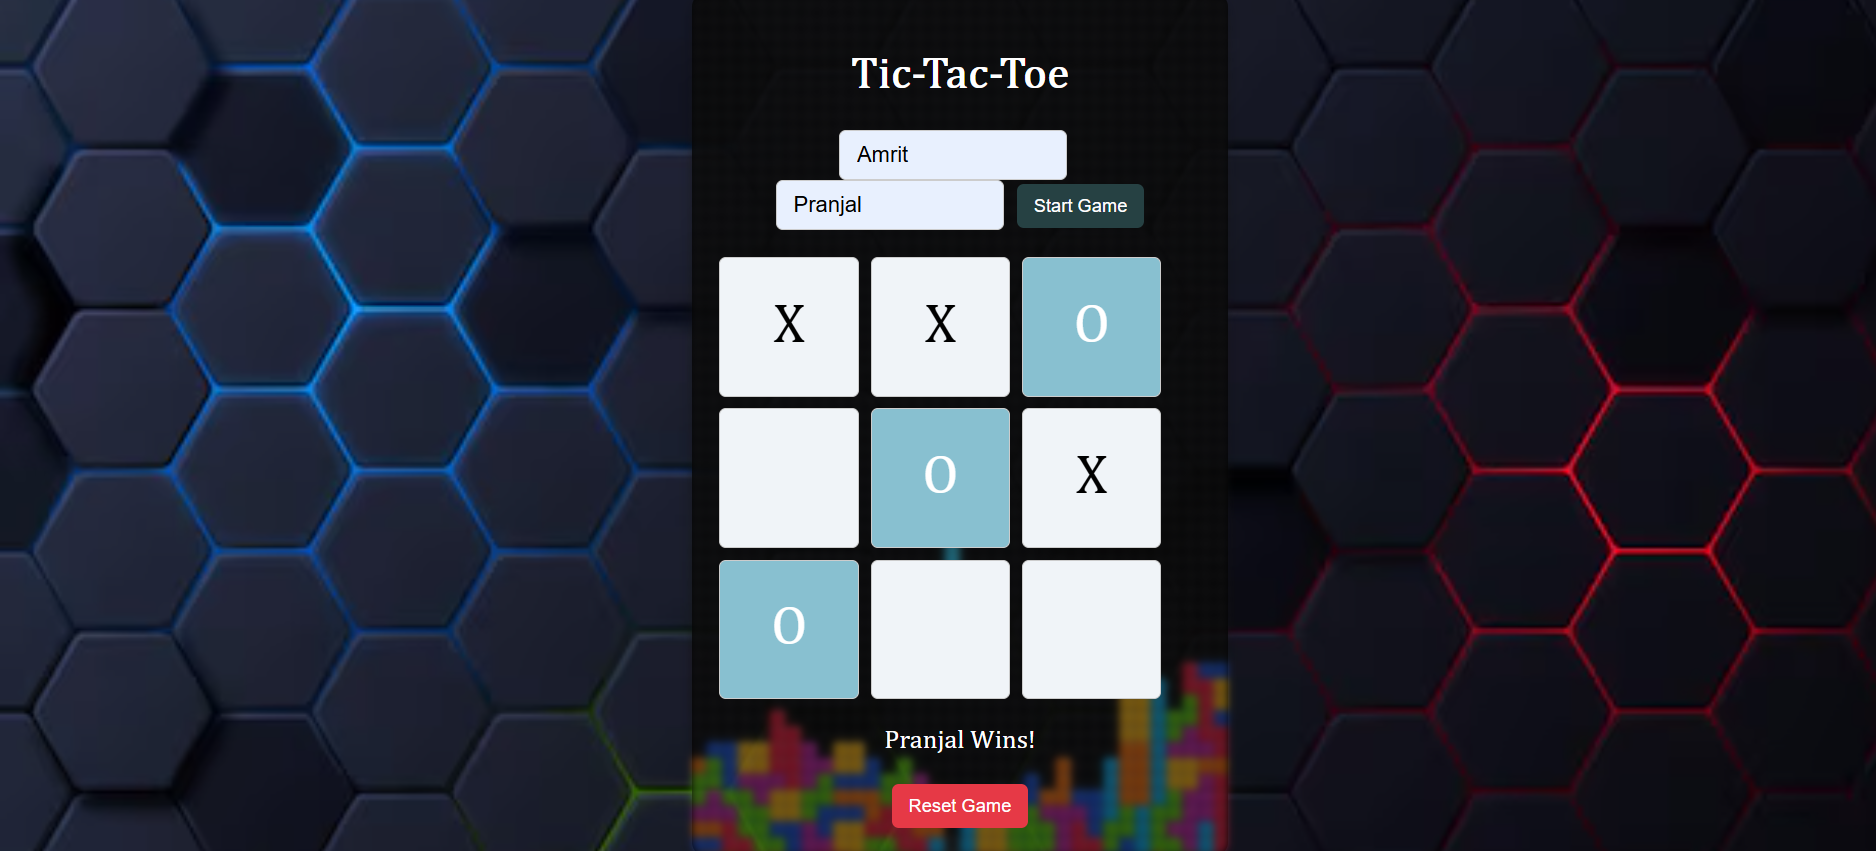 Tic-Tac-Toe
Amrit
Pranjal Start Game
X X O
O X
O
Pranjal Wins!
Reset Game